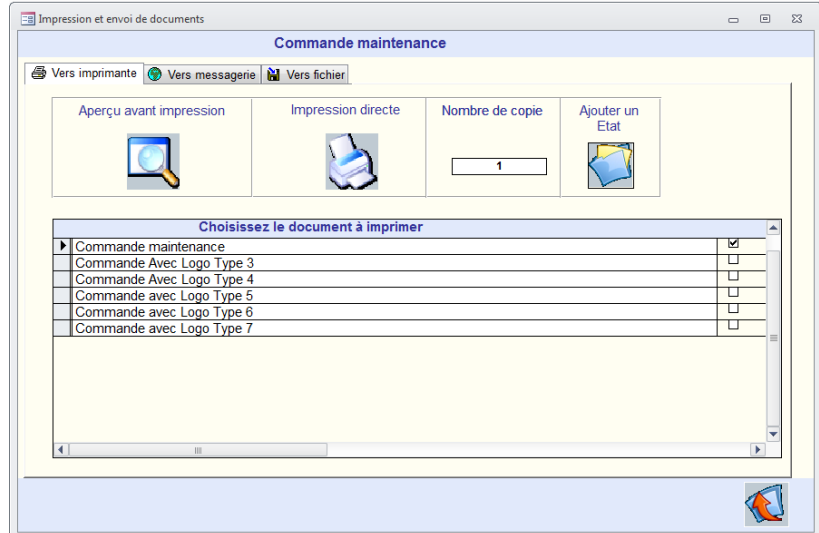 Impression et envoi de documents
Commande maintenance
Vers imprimante Vers messagerie Vers fichier
Aperçu avant impression Impression directe Nombre de copie Ajouter un
Etat
1
Choisissez le document à imprimer
Commande maintenance
Commande Avec Logo Type 3
Commande Avec Logo Type 4
Commande avec Logo Type 5
Commande avec Logo Type 6
Commande avec Logo Type 7